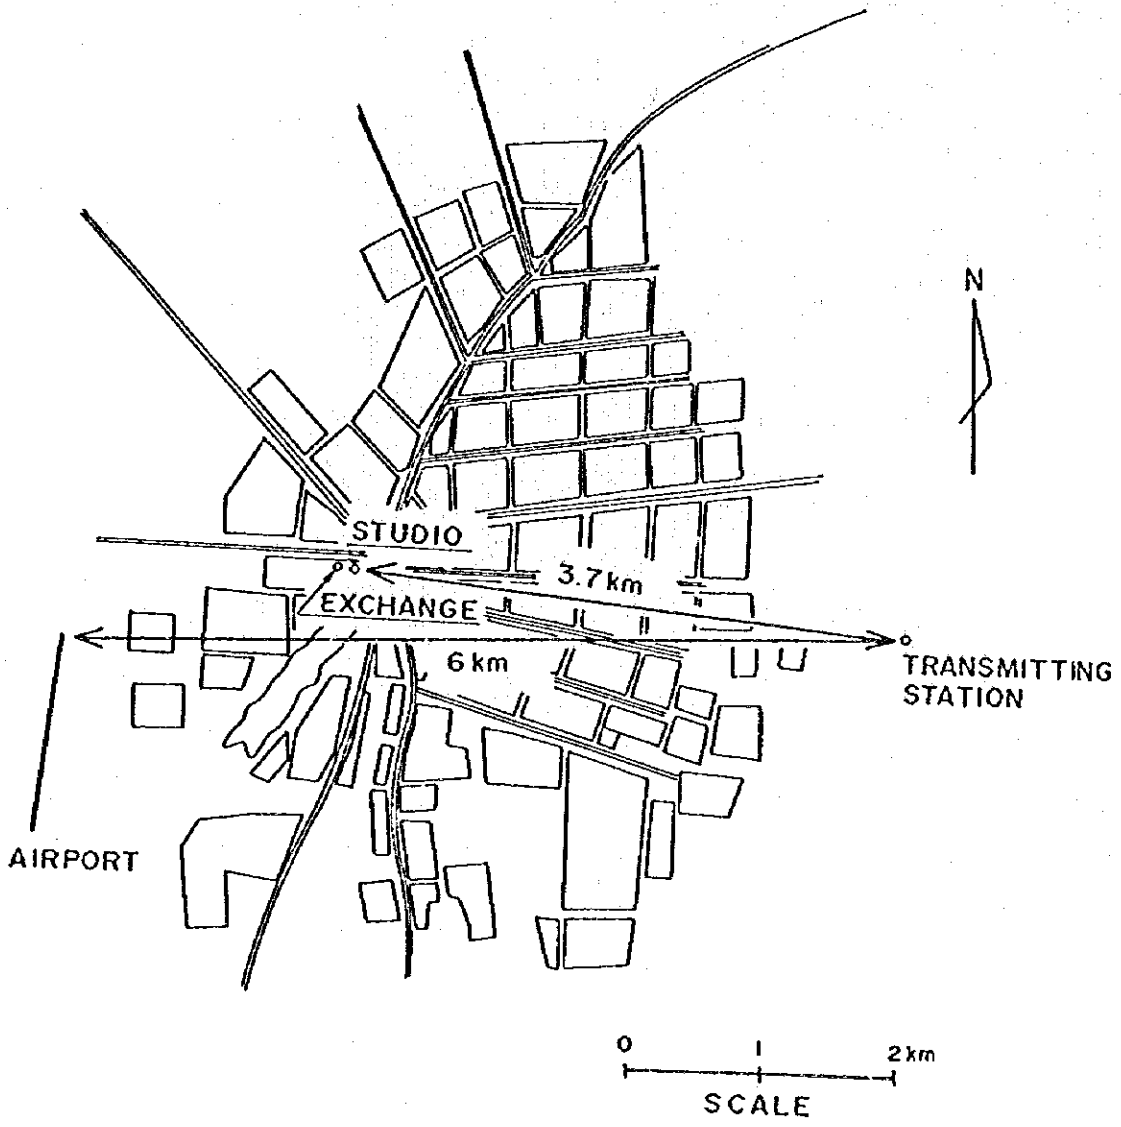 N
STUDIO
3.7km
EXCHANGE
6 km
TRANSMITTING
STATION
AIRPORT
0 1 2km
SCALE